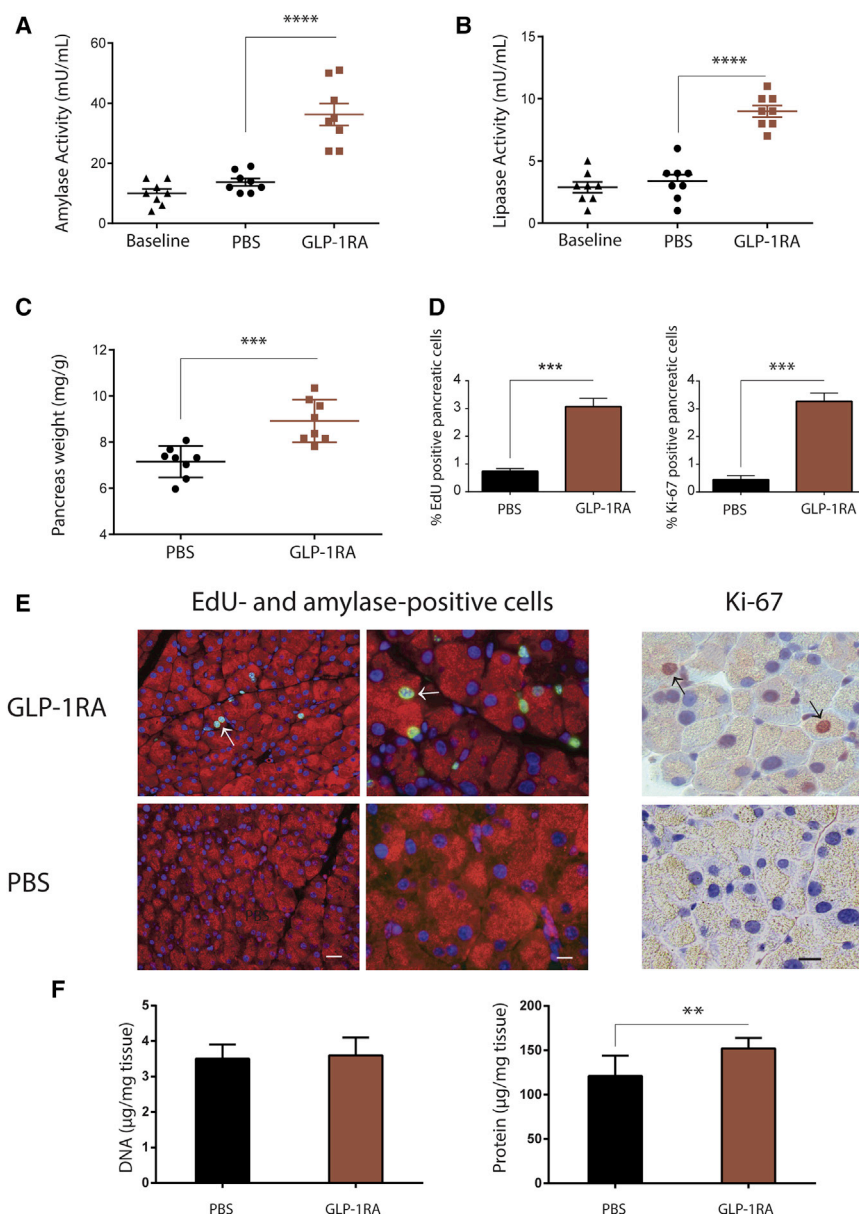 A
Amylase Activity (mU/mL)
60
40
20
0
****
Baseline
PBS
GLP-1RA
B
Lipaase Activity (mU/mL)
15
10
5
0
****
Baseline
PBS
GLP-1RA
C
Pancreas weight (mg/g)
12
10
8
6
4
***
PBS
GLP-1RA
D
% EdU positive pancreatic cells
4
3
2
1
0
***
PBS
GLP-1RA
% Ki-67 positive pancreatic cells
4
3
2
1
0
***
PBS
GLP-1RA
E
EdU- and amylase-positive cells
Ki-67
GLP-1RA
PBS
PBS
F
DNA (µg/mg tissue)
5
4
3
2
1
0
PBS
GLP-1RA
Protein (µg/mg tissue)
200
150
100
50
0
**
PBS
GLP-1RA